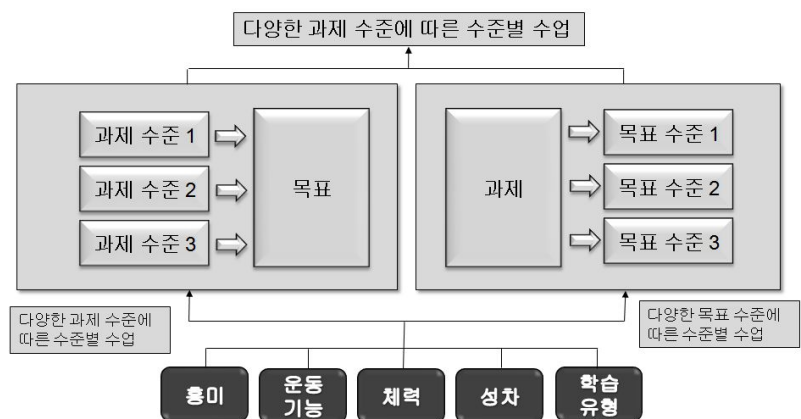 다양한 과제 수준에 따른 수준별 수업
과제 수준 1
과제 수준 2
과제 수준 3
목표
과제
목표 수준 1
목표 수준 2
목표 수준 3
다양한 과제 수준에
따른 수준별 수업
다양한 목표 수준에
따른 수준별 수업
흥미
운동
기능
체력
성차
학습
유형